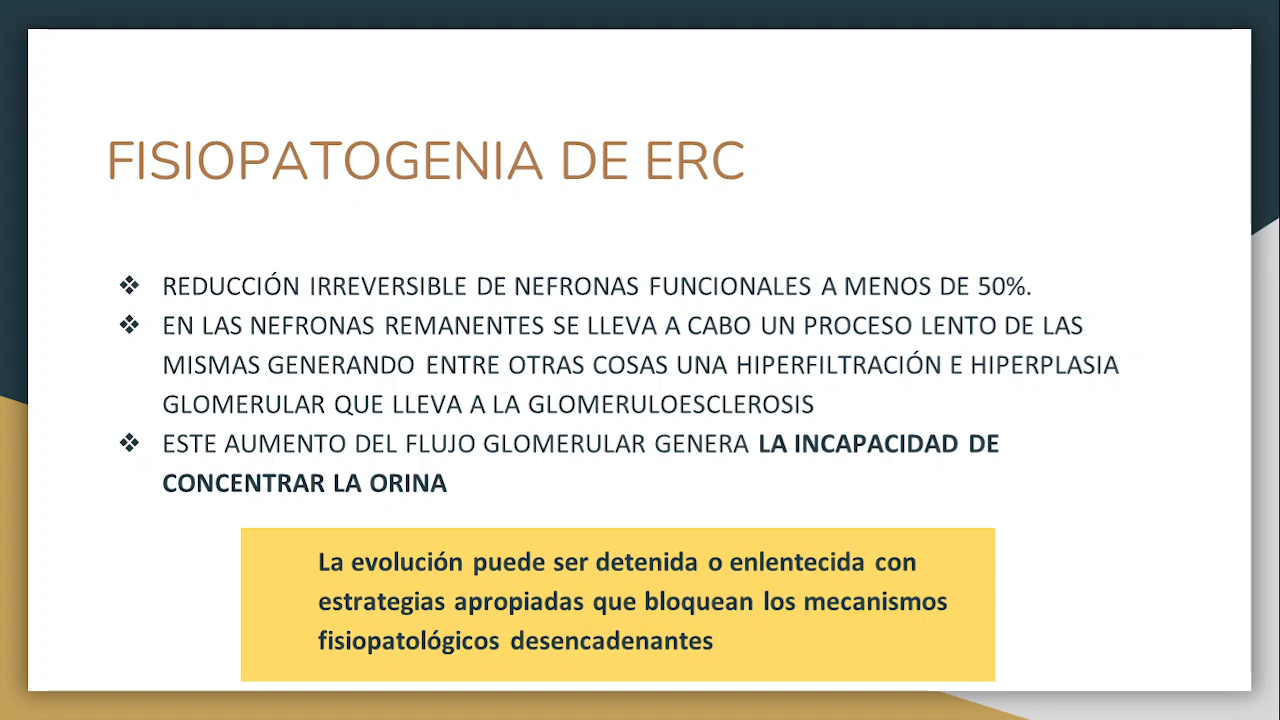 FISIOPATOGENIA DE ERC
❖ REDUCCIÓN IRREVERSIBLE DE NEFRONAS FUNCIONALES A MENOS DE 50%.
❖ EN LAS NEFRONAS REMANENTES SE LLEVA A CABO UN PROCESO LENTO DE LAS
MISMAS GENERANDO ENTRE OTRAS COSAS UNA HIPERFILTRACIÓN E HIPERPLASIA
GLOMERULAR QUE LLEVA A LA GLOMERULOESCLEROSIS
❖ ESTE AUMENTO DEL FLUJO GLOMERULAR GENERA LA INCAPACIDAD DE
CONCENTRAR LA ORINA
La evolución puede ser detenida o enlentecida con
estrategias apropiadas que bloquean los mecanismos
fisiopatológicos desencadenantes